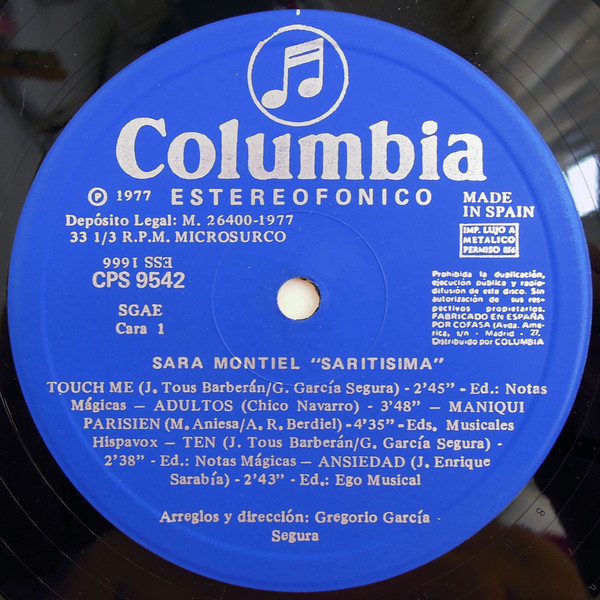 Columbia
Ⓟ 1977 ESTEREOFONICO
MADE
IN SPAIN
Depósito Legal: M. 26400-1977
33 1/3 R.P.M. MICROSURCO
IMP. LUJO A
METALICO
PERMISO 856
ESS 1666
CPS 9542
SGAE
Cara 1
Prohibida la duplicación,
ejecución pública y radio-
difusión de este disco. Sin
autorización de sus res-
pectivos propietarios.
FABRICADO EN ESPAÑA
POR COFASA (Avda. Ame-
rica, s/n - Madrid - 27.
Distribuido por COLUMBIA
SARA MONTIEL "SARITISIMA"
TOUCH ME (J. Tous Barberán/G. García Segura) - 2'45" - Ed.: Notas
Mágicas — ADULTOS (Chico Navarro) - 3'48" — MANIQUI
PARISIEN (M. Aniesa/A. R. Berdiel) -4'35" - Eds. Musicales
Hispavox — TEN (J. Tous Barberán/G. García Segura) -
2'38" - Ed.: Notas Mágicas — ANSIEDAD (J. Enrique
Sarabía) - 2'43" - Ed.: Ego Musical
Arreglos y dirección: Gregorio García
Segura